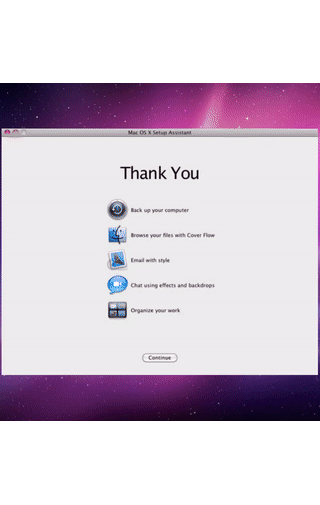 Mac OS X Setup Assistant
Thank You
Back up your computer
Browse your files with Cover Flow
Email with style
Chat using effects and backdrops
Organize your work
Continue